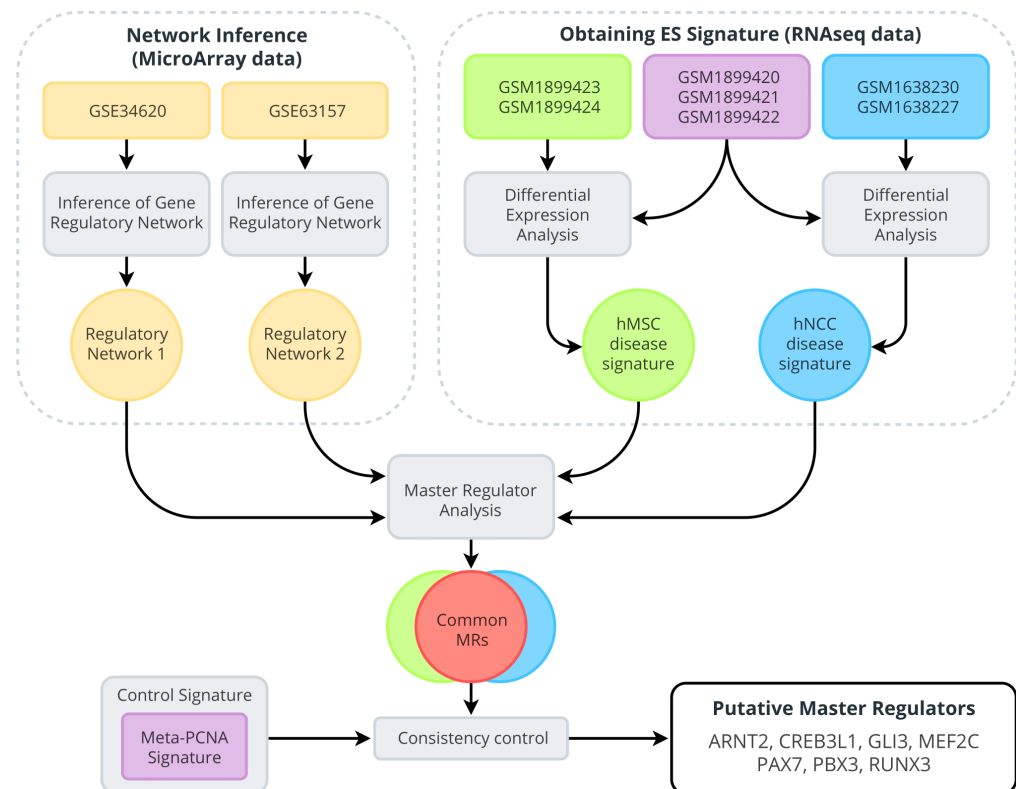 Network Inference
(MicroArray data)
GSE34620
GSE63157
Inference of Gene
Regulatory Network
Inference of Gene
Regulatory Network
Regulatory
Network 1
Regulatory
Network 2
Obtaining ES Signature (RNAseq data)
GSM1899423
GSM1899424
GSM1899420
GSM1899421
GSM1899422
GSM1638230
GSM1638227
Differential
Expression
Analysis
Differential
Expression
Analysis
hMSC
disease
signature
hNCC
disease
signature
Master Regulator
Analysis
Common
MRs
Control Signature
Meta-PCNA
Signature
Consistency control
Putative Master Regulators
ARNT2, CREB3L1, GLI3, MEF2C
PAX7, PBX3, RUNX3